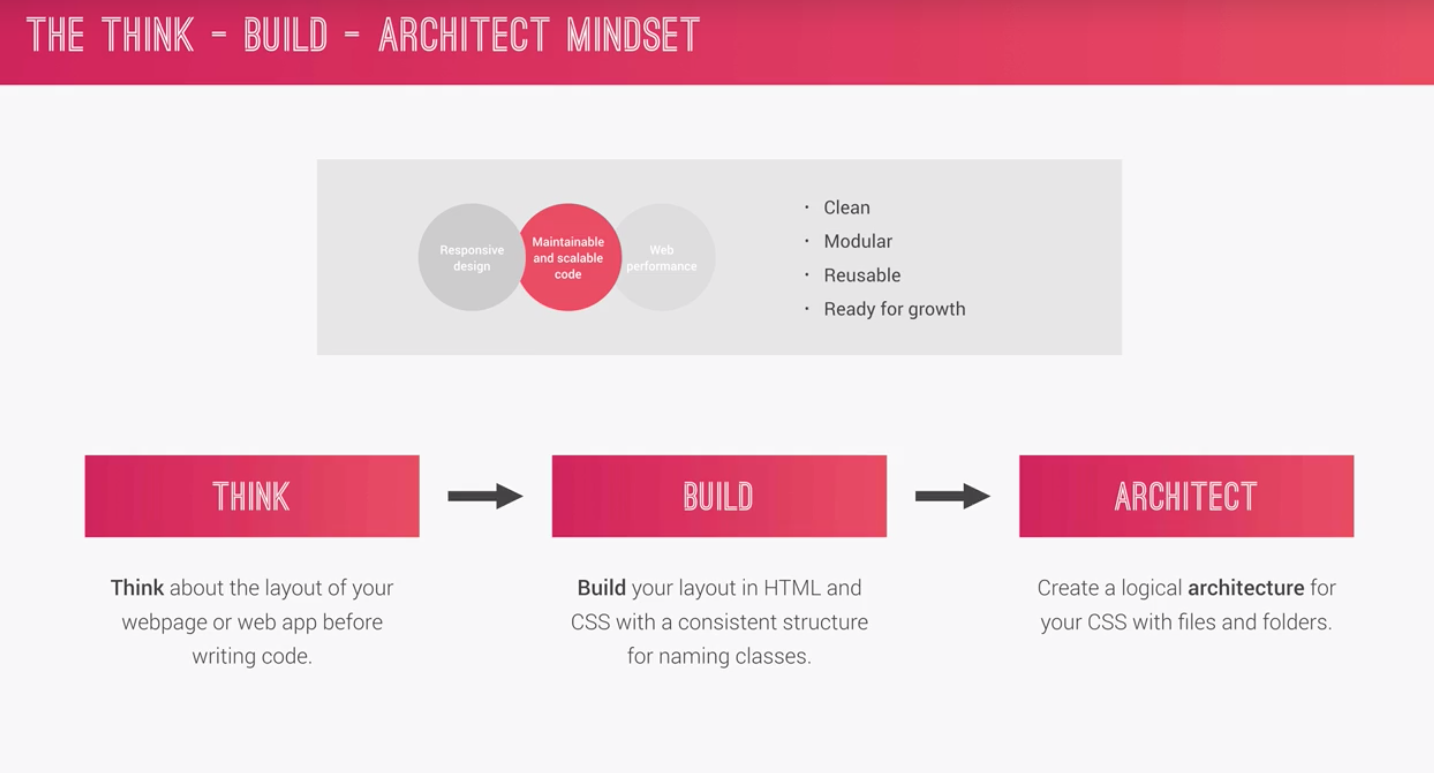 THE THINK - BUILD - ARCHITECT MINDSET
Responsive
design
Maintainable
and scalable
code
Web
performance
· Clean
· Modular
· Reusable
· Ready for growth
THINK
Think about the layout of your
webpage or web app before
writing code.
BUILD
Build your layout in HTML and
CSS with a consistent structure
for naming classes.
ARCHITECT
Create a logical architecture for
your CSS with files and folders.